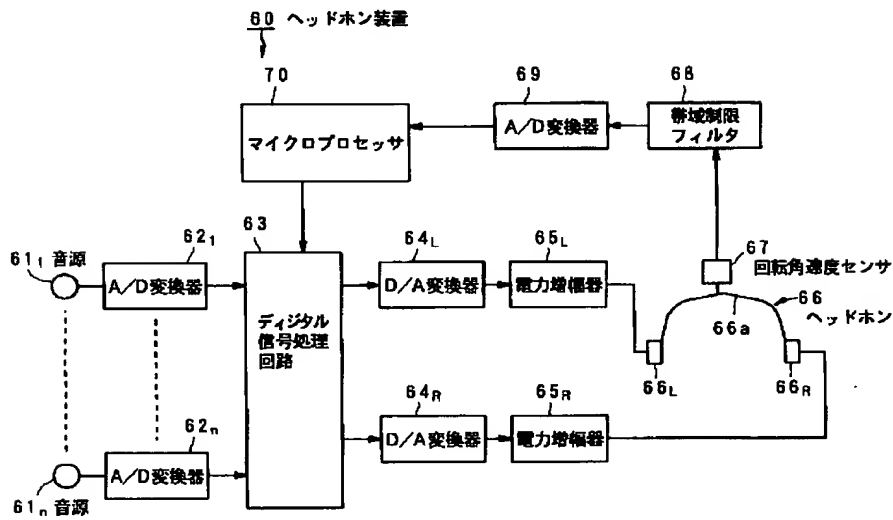 60 ヘッドホン装置
70
マイクロプロセッサ
69
A/D変換器
68
帯域制限
フィルタ
67
回転角速度センサ
66
ヘッドホン
66a
66L
66R
61₁ 音源
62₁
A/D変換器
63
ディジタル
信号処理
回路
64L
D/A変換器
65L
電力増幅器
64R
D/A変換器
65R
電力増幅器
62n
A/D変換器
61n 音源